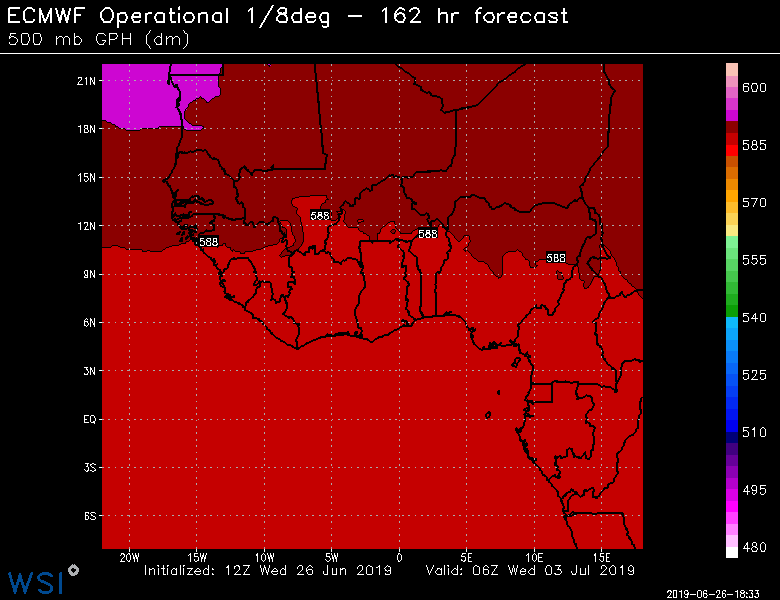 ECMWF Operational 1/8deg – 162 hr forecast
500 mb GPH (dm)
21N
18N
15N
12N
9N
6N
3N
EQ
3S
6S
588
588
588
588
600
585
570
555
540
525
510
495
480
20W 15W 10W 5W 0 5E 10E 15E
Initialized: 12Z Wed 26 Jun 2019 Valid: 06Z Wed 03 Jul 2019
WSI
2019-06-26-18:33